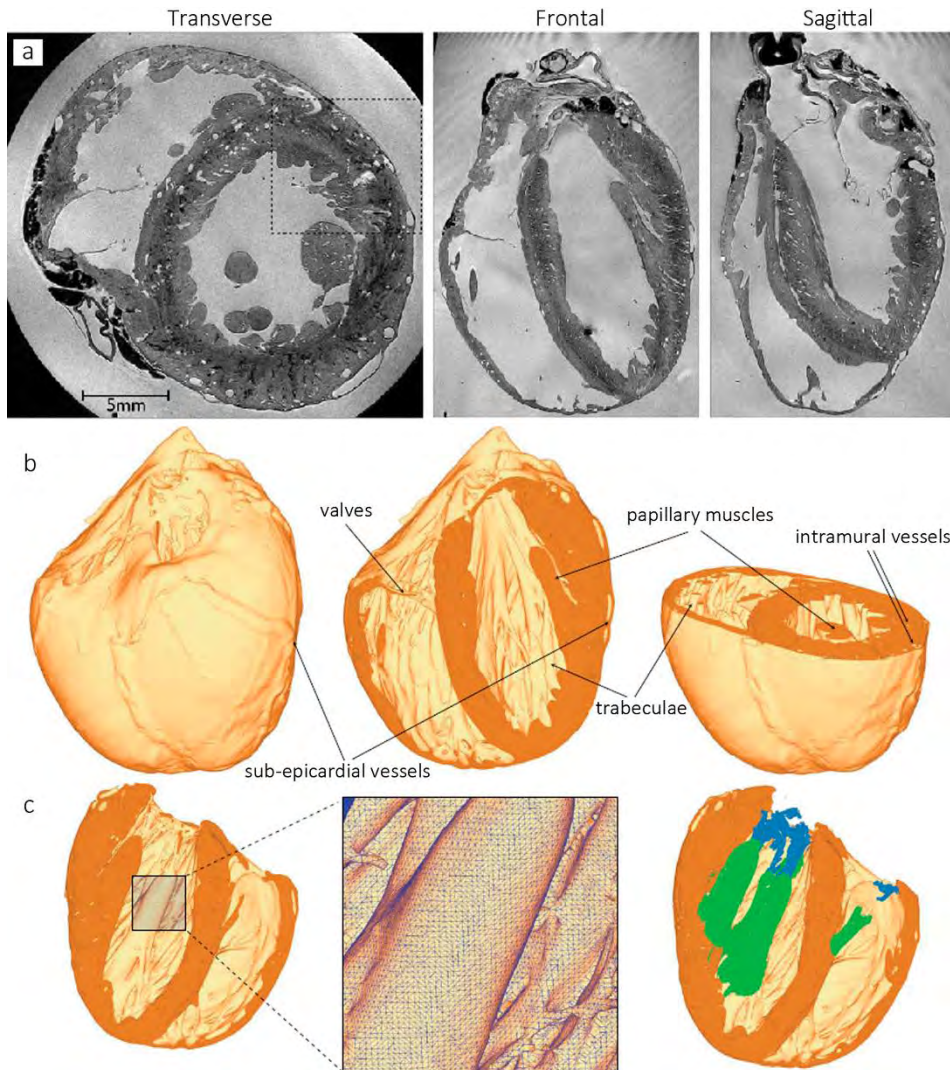 Transverse
Frontal
Sagittal
a
5mm
b
valves
papillary muscles
intramural vessels
trabeculae
sub-epicardial vessels
c